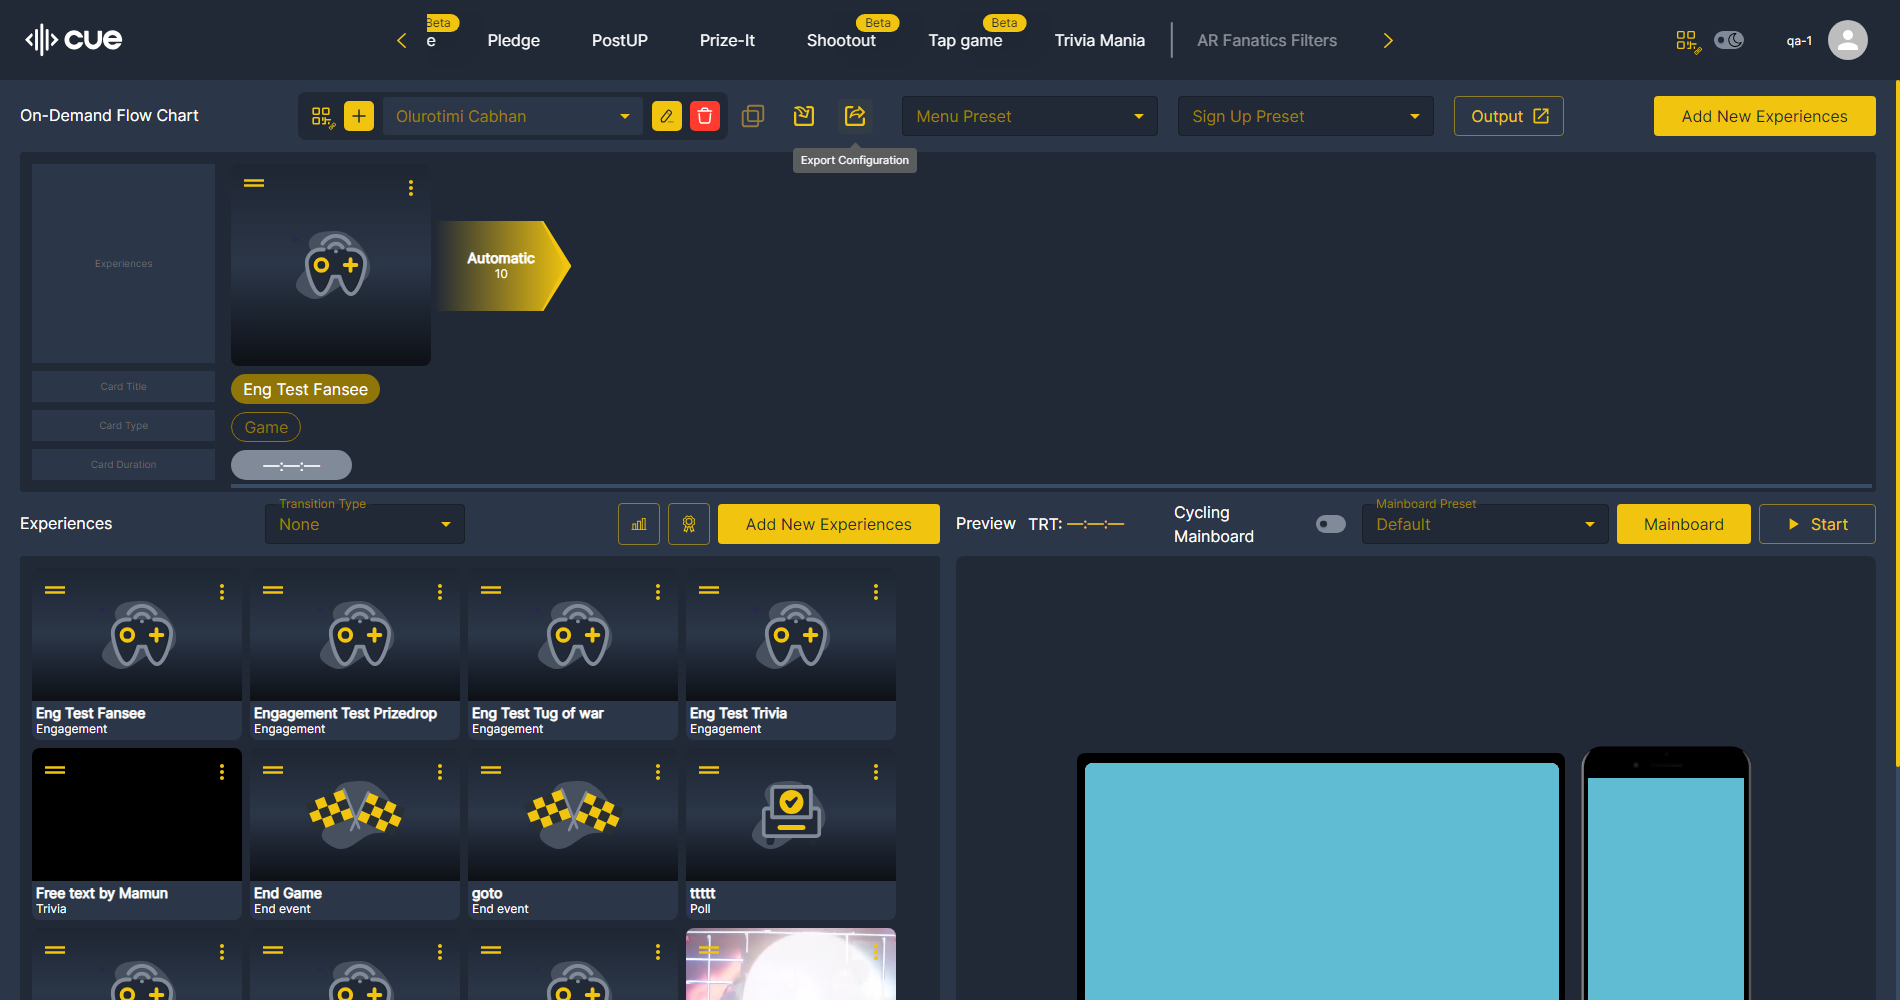 cue
Beta
e
Pledge
PostUP
Prize-It
Beta
Shootout
Beta
Tap game
Trivia Mania
AR Fanatics Filters
qa-1
On-Demand Flow Chart
Olurotimi Cabhan
Menu Preset
Sign Up Preset
Output
Add New Experiences
Export Configuration
Experiences
Automatic
10
Card Title
Eng Test Fansee
Card Type
Game
Card Duration
—:—:—
Experiences
Transition Type
None
Add New Experiences
Preview
TRT: —:—:—
Cycling
Mainboard
Mainboard Preset
Default
Mainboard
Start
Eng Test Fansee
Engagement
Engagement Test Prizedrop
Engagement
Eng Test Tug of war
Engagement
Eng Test Trivia
Engagement
Free text by Mamun
Trivia
End Game
End event
goto
End event
ttttt
Poll